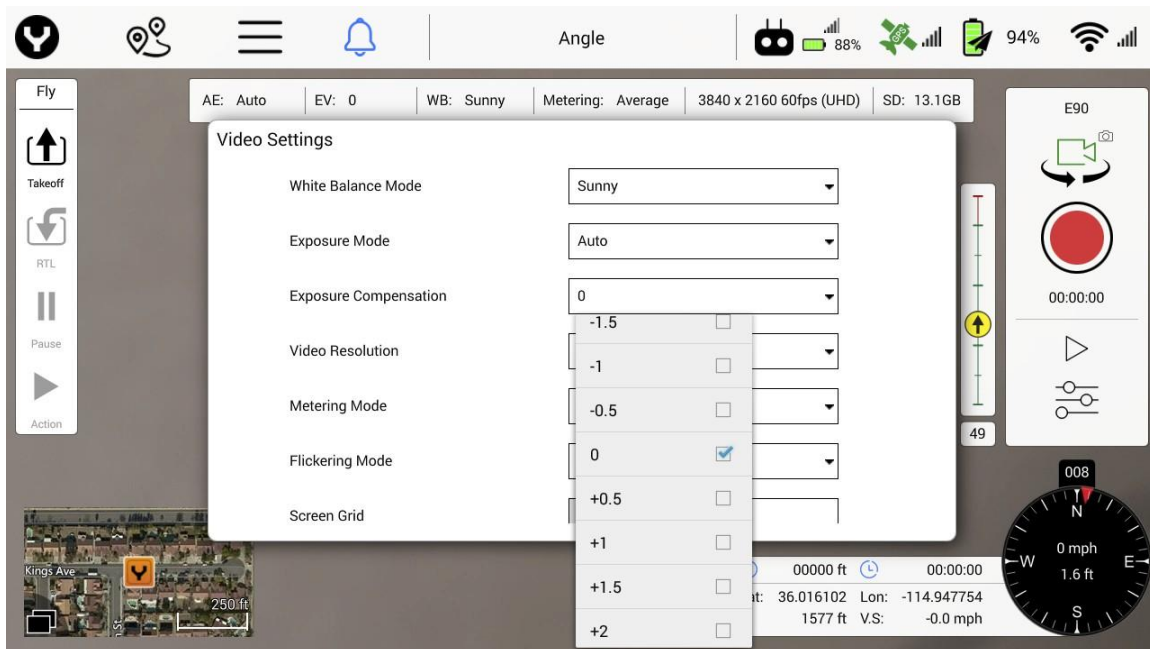 Angle
88%
GPS
94%
Fly
Takeoff
RTL
Pause
Action
AE: Auto
EV: 0
WB: Sunny
Metering: Average
3840 x 2160 60fps (UHD)
SD: 13.1GB
Video Settings
White Balance Mode
Sunny
Exposure Mode
Auto
Exposure Compensation
0
-1.5
Video Resolution
-1
Metering Mode
-0.5
0
Flickering Mode
+0.5
Screen Grid
+1
+1.5
+2
E90
00:00:00
49
008
N
W
E
S
0 mph
1.6 ft
Kings Ave
250 ft
00000 ft
00:00:00
36.016102 Lon: -114.947754
1577 ft V.S: -0.0 mph